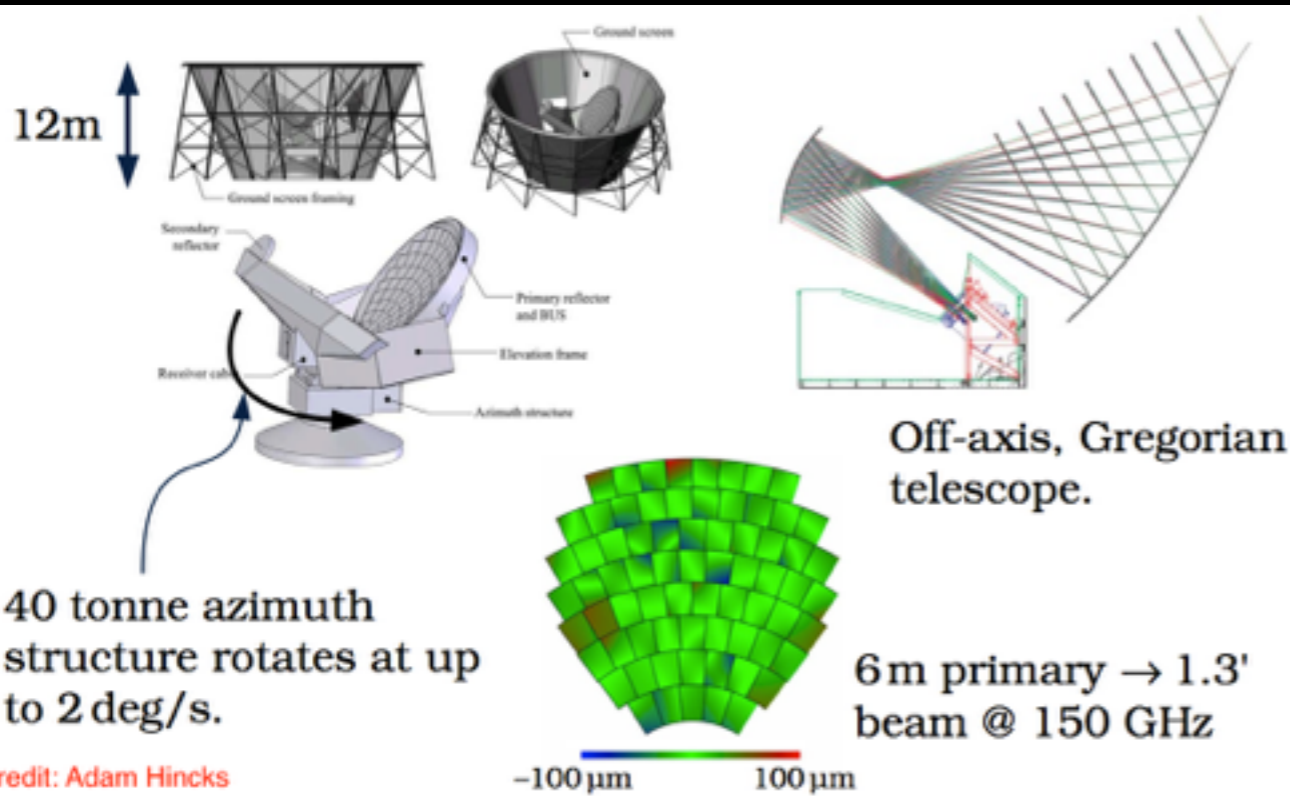 12m
Ground screen
Ground screen framing
Secondary
reflector
Primary reflector
and BUS
Elevation frame
Receiver cab
Azimuth structure
Off-axis, Gregorian
telescope.
40 tonne azimuth
structure rotates at up
to 2 deg/s.
6 m primary → 1.3'
beam @ 150 GHz
−100 μm
100 μm
redit: Adam Hincks